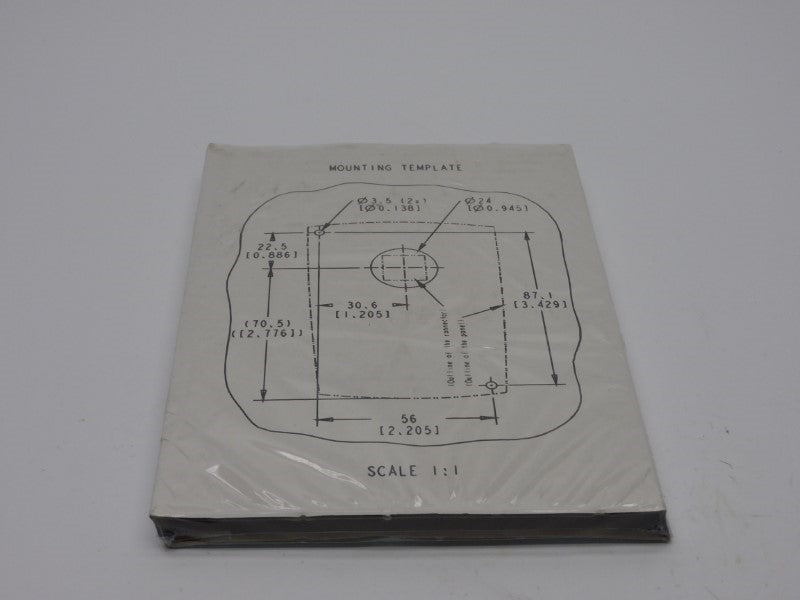 MOUNTING TEMPLATE
Ø3.5 (2x)
[Ø0.138]
Ø24
[Ø0.945]
22.5
[0.886]
30.6
[1.205]
87.1
[3.429]
(70.5)
([2.776])
(Outline of the connector)
(Outline of the panel)
56
[2.205]
SCALE 1:1